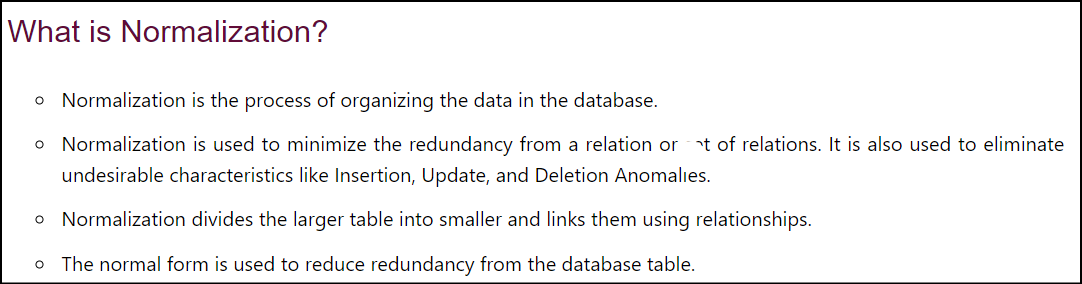 What is Normalization?
Normalization is the process of organizing the data in the database.
Normalization is used to minimize the redundancy from a relation or of relations. It is also used to eliminate
undesirable characteristics like Insertion, Update, and Deletion Anomalies.
Normalization divides the larger table into smaller and links them using relationships.
The normal form is used to reduce redundancy from the database table.